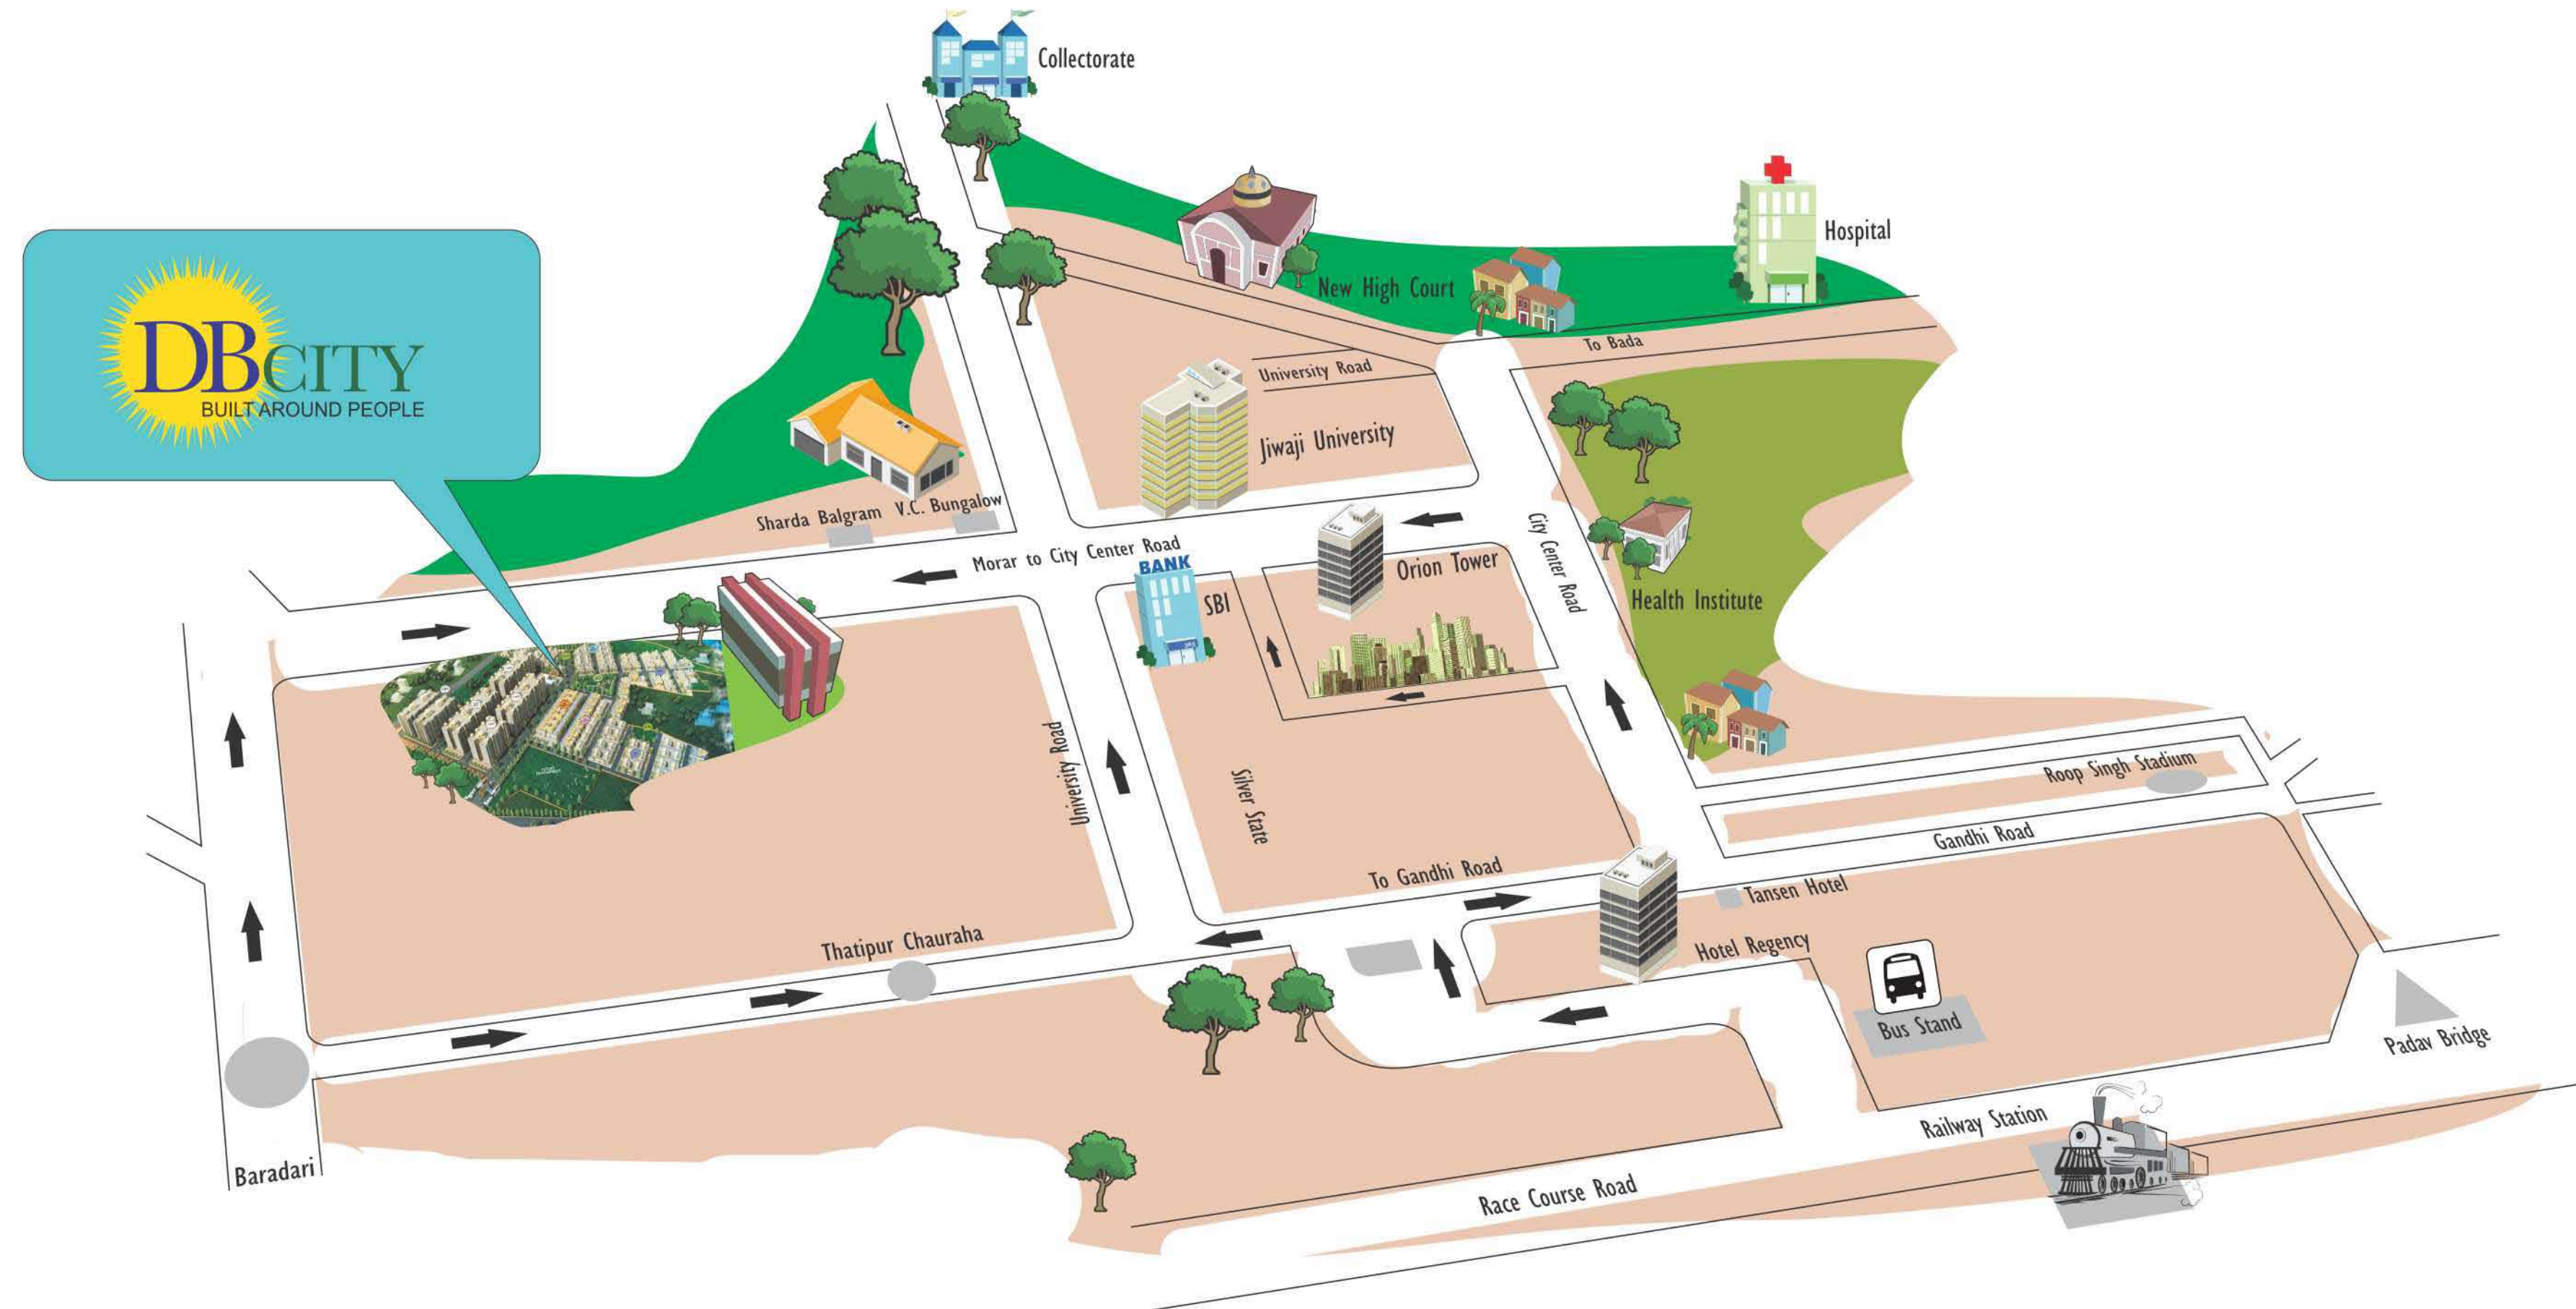 Collectorate
Hospital
New High Court
To Bada
DBCITY
BUILT AROUND PEOPLE
University Road
Jiwaji University
Sharda Balgram
V.C. Bungalow
Morar to City Center Road
BANK
SBI
Orion Tower
City Center Road
Health Institute
University Road
Silver State
Roop Singh Stadium
Gandhi Road
To Gandhi Road
Tansen Hotel
Thatipur Chauraha
Hotel Regency
Bus Stand
Padav Bridge
Railway Station
Baradari
Race Course Road